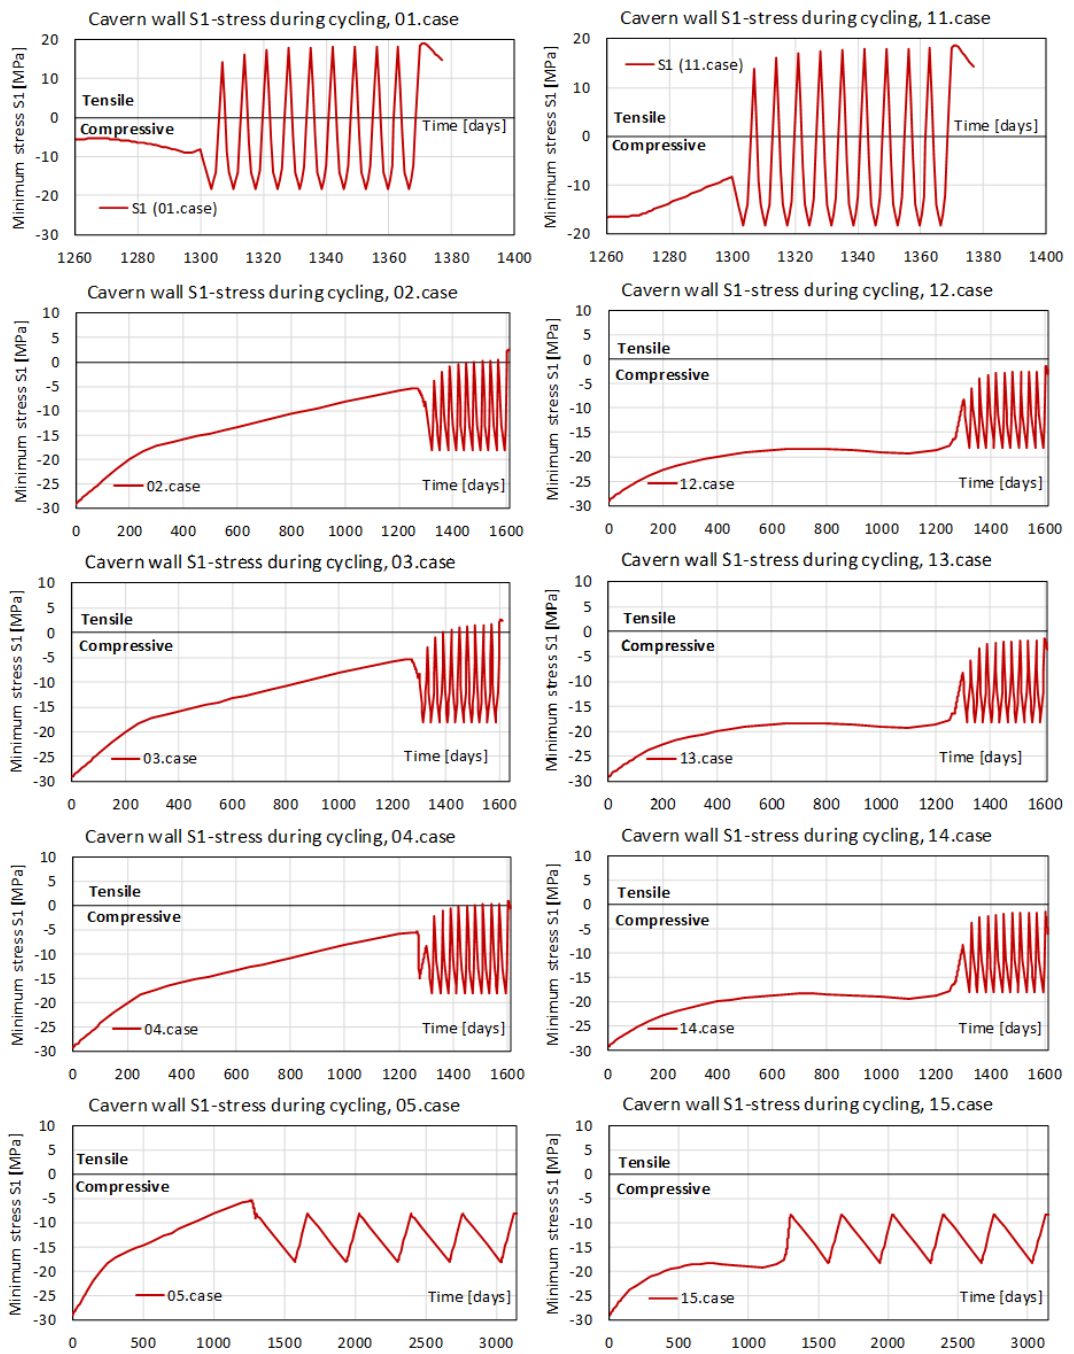 Cavern wall S1-stress during cycling, 01.case
Minimum stress S1 [MPa]
20
10
0
-10
-20
-30
Tensile
Compressive
Time [days]
S1 (01.case)
1260 1280 1300 1320 1340 1360 1380 1400
Cavern wall S1-stress during cycling, 11.case
Minimum stress S1 [MPa]
20
15
10
5
0
-5
-10
-15
-20
S1 (11.case)
Tensile
Compressive
Time [days]
1260 1280 1300 1320 1340 1360 1380 1400
Cavern wall S1-stress during cycling, 02.case
Minimum stress S1 [MPa]
10
5
0
-5
-10
-15
-20
-25
-30
Tensile
Compressive
02.case
Time [days]
0 200 400 600 800 1000 1200 1400 1600
Cavern wall S1-stress during cycling, 12.case
Minimum stress S1 [MPa]
10
5
0
-5
-10
-15
-20
-25
-30
Tensile
Compressive
12.case
Time [days]
0 200 400 600 800 1000 1200 1400 1600
Cavern wall S1-stress during cycling, 03.case
Minimum stress S1 [MPa]
10
5
0
-5
-10
-15
-20
-25
-30
Tensile
Compressive
03.case
Time [days]
0 200 400 600 800 1000 1200 1400 1600
Cavern wall S1-stress during cycling, 13.case
Minimum stress S1 [MPa]
10
5
0
-5
-10
-15
-20
-25
-30
Tensile
Compressive
13.case
Time [days]
0 200 400 600 800 1000 1200 1400 1600
Cavern wall S1-stress during cycling, 04.case
Minimum stress S1 [MPa]
10
5
0
-5
-10
-15
-20
-25
-30
Tensile
Compressive
04.case
Time [days]
0 200 400 600 800 1000 1200 1400 1600
Cavern wall S1-stress during cycling, 14.case
Minimum stress S1 [MPa]
10
5
0
-5
-10
-15
-20
-25
-30
Tensile
Compressive
14.case
Time [days]
0 200 400 600 800 1000 1200 1400 1600
Cavern wall S1-stress during cycling, 05.case
Minimum stress S1 [MPa]
10
5
0
-5
-10
-15
-20
-25
-30
Tensile
Compressive
05.case
Time [days]
0 500 1000 1500 2000 2500 3000
Cavern wall S1-stress during cycling, 15.case
Minimum stress S1 [MPa]
10
5
0
-5
-10
-15
-20
-25
-30
Tensile
Compressive
15.case
Time [days]
0 500 1000 1500 2000 2500 3000